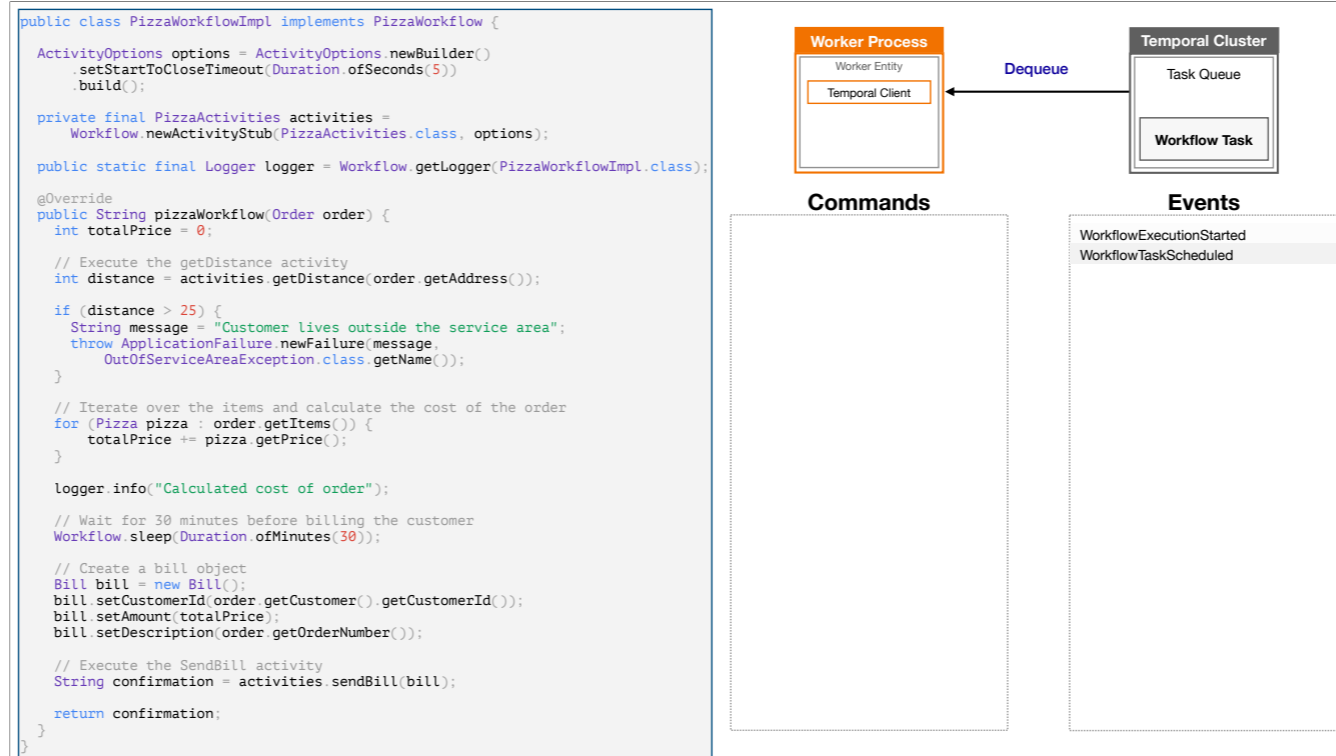 public class PizzaWorkflowImpl implements PizzaWorkflow {
ActivityOptions options = ActivityOptions.newBuilder()
.setStartToCloseTimeout(Duration.ofSeconds(5))
.build();
private final PizzaActivities activities =
Workflow.newActivityStub(PizzaActivities.class, options);
public static final Logger logger = Workflow.getLogger(PizzaWorkflowImpl.class);
@Override
public String pizzaWorkflow(Order order) {
int totalPrice = 0;
// Execute the getDistance activity
int distance = activities.getDistance(order.getAddress());
if (distance > 25) {
String message = "Customer lives outside the service area";
throw ApplicationFailure.newFailure(message,
OutOfServiceAreaException.class.getName());
}
// Iterate over the items and calculate the cost of the order
for (Pizza pizza : order.getItems()) {
totalPrice += pizza.getPrice();
}
logger.info("Calculated cost of order");
// Wait for 30 minutes before billing the customer
Workflow.sleep(Duration.ofMinutes(30));
// Create a bill object
Bill bill = new Bill();
bill.setCustomerId(order.getCustomer().getCustomerId());
bill.setAmount(totalPrice);
bill.setDescription(order.getOrderNumber());
// Execute the SendBill activity
String confirmation = activities.sendBill(bill);
return confirmation;
}
}
Worker Process
Worker Entity
Temporal Client
Dequeue
Temporal Cluster
Task Queue
Workflow Task
Commands
Events
WorkflowExecutionStarted
WorkflowTaskScheduled